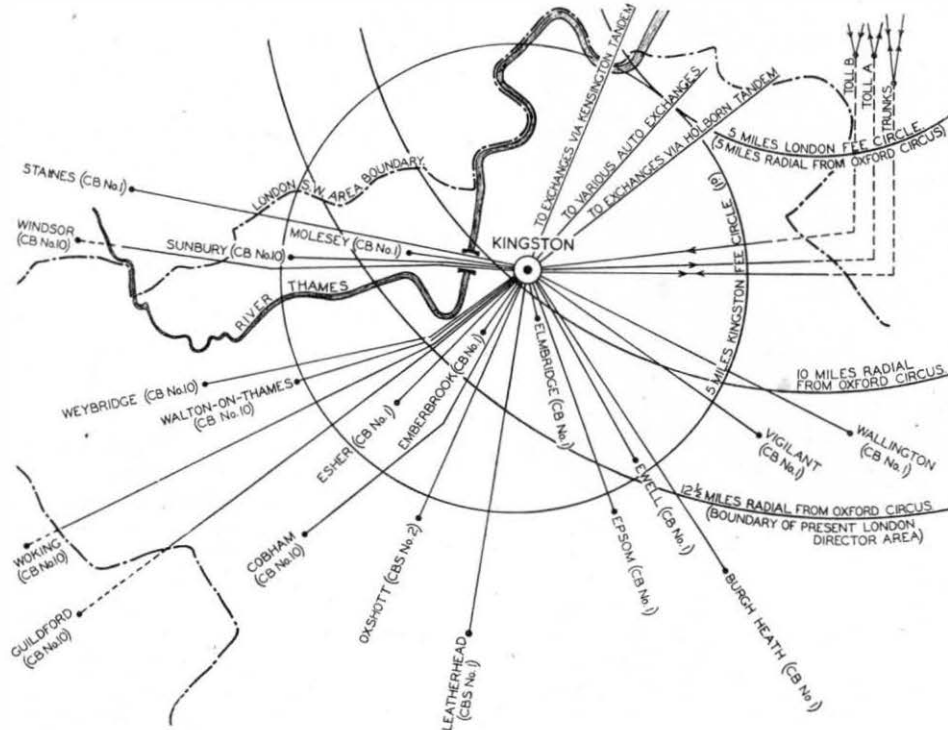 TO EXCHANGES VIA KENSINGTON TANDEM
TO VARIOUS AUTO EXCHANGES
TO EXCHANGES VIA HOLBORN TANDEM
TOLL B
TOLL A
TRUNKS
5 MILES LONDON FEE CIRCLE
(5 MILES RADIAL FROM OXFORD CIRCUS)
STAINES (CB No.1)
LONDON S.W. AREA BOUNDARY
WINDSOR
(CB No.10)
SUNBURY (CB No.10)
MOLESEY (CB No.1)
KINGSTON
RIVER THAMES
5 MILES KINGSTON FEE CIRCLE (19)
10 MILES RADIAL
FROM OXFORD CIRCUS
WEYBRIDGE (CB No.10)
WALTON-ON-THAMES
(CB No.10)
ESHER (CB No.1)
EMBERBROOK (CB No.1)
ELMBRIDGE (CB No.1)
VIGILANT
(CB No.1)
WALLINGTON
(CB No.1)
EWELL (CB No.1)
12½ MILES RADIAL FROM OXFORD CIRCUS
(BOUNDARY OF PRESENT LONDON
DIRECTOR AREA)
WOKING
(CB No.10)
GUILDFORD
(CB No.10)
COBHAM
(CB No.10)
OXSHOTT (CBS No.2)
LEATHERHEAD
(CBS No.1)
EPSOM (CB No.1)
BURGH HEATH (CB No.1)